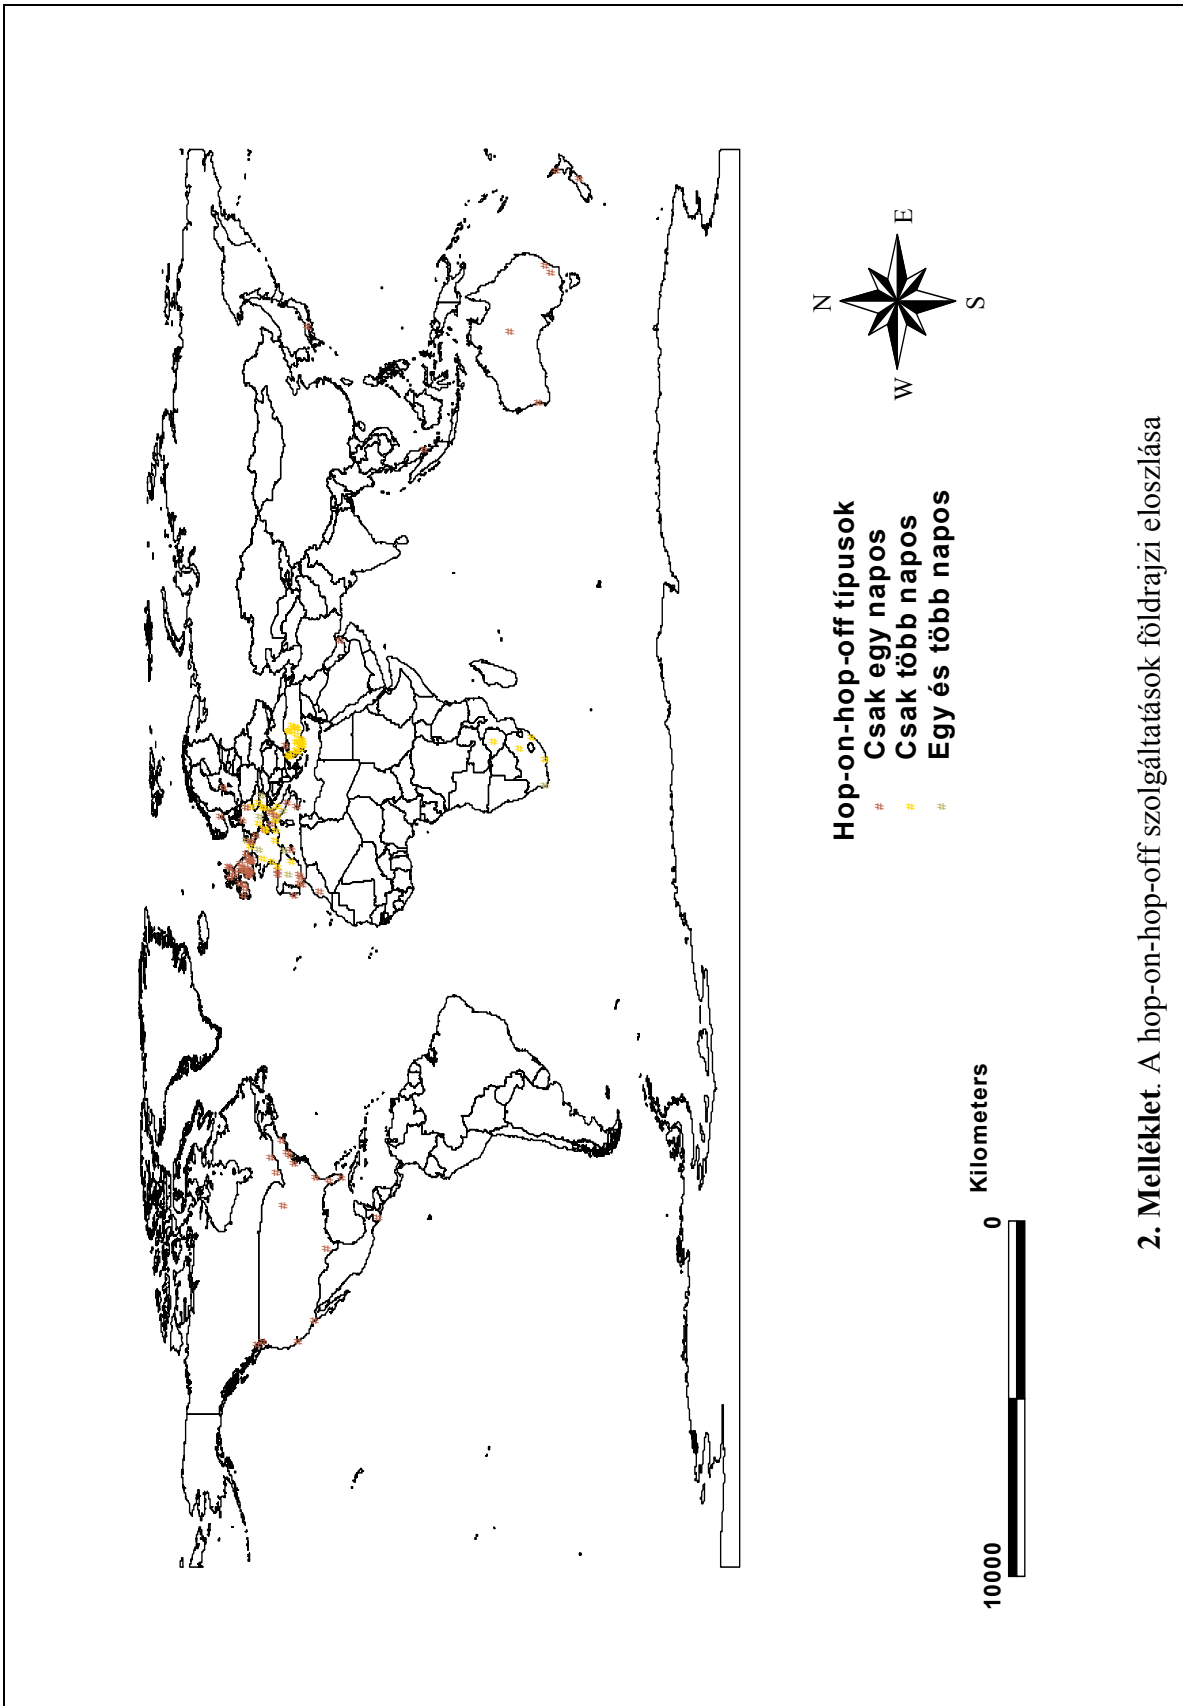 N
W
E
S
Hop-on-hop-off típusok
# Csak egy napos
# Csak több napos
# Egy és több napos
10000
0
Kilometers
2. Melléklet. A hop-on-hop-off szolgáltatások földrajzi eloszlása